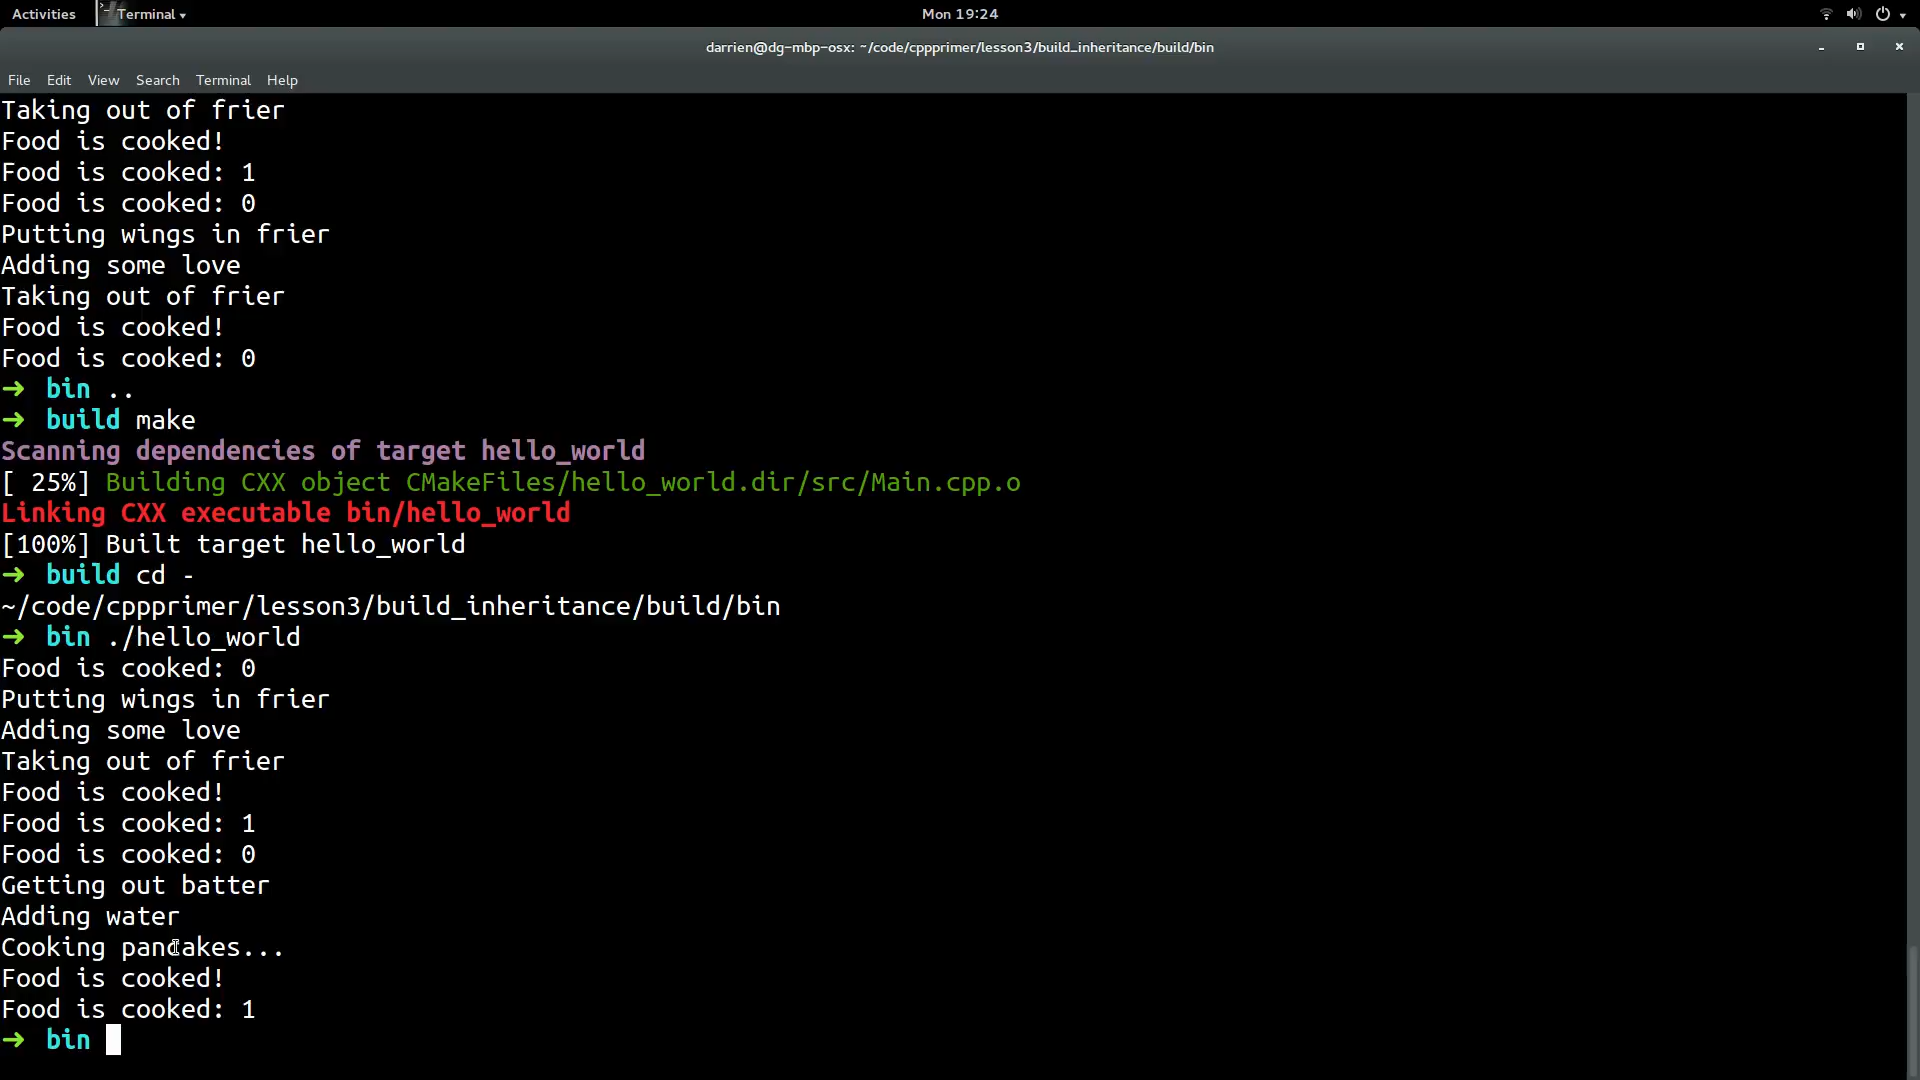 Activities Terminal Mon 19:24
darrien@dg-mbp-osx: ~/code/cppprimer/lesson3/build_inheritance/build/bin
File Edit View Search Terminal Help
Taking out of frier
Food is cooked!
Food is cooked: 1
Food is cooked: 0
Putting wings in frier
Adding some love
Taking out of frier
Food is cooked!
Food is cooked: 0
➜ bin ..
➜ build make
Scanning dependencies of target hello_world
[ 25%] Building CXX object CMakeFiles/hello_world.dir/src/Main.cpp.o
Linking CXX executable bin/hello_world
[100%] Built target hello_world
➜ build cd -
~/code/cppprimer/lesson3/build_inheritance/build/bin
➜ bin ./hello_world
Food is cooked: 0
Putting wings in frier
Adding some love
Taking out of frier
Food is cooked!
Food is cooked: 1
Food is cooked: 0
Getting out batter
Adding water
Cooking pancakes...
Food is cooked!
Food is cooked: 1
➜ bin